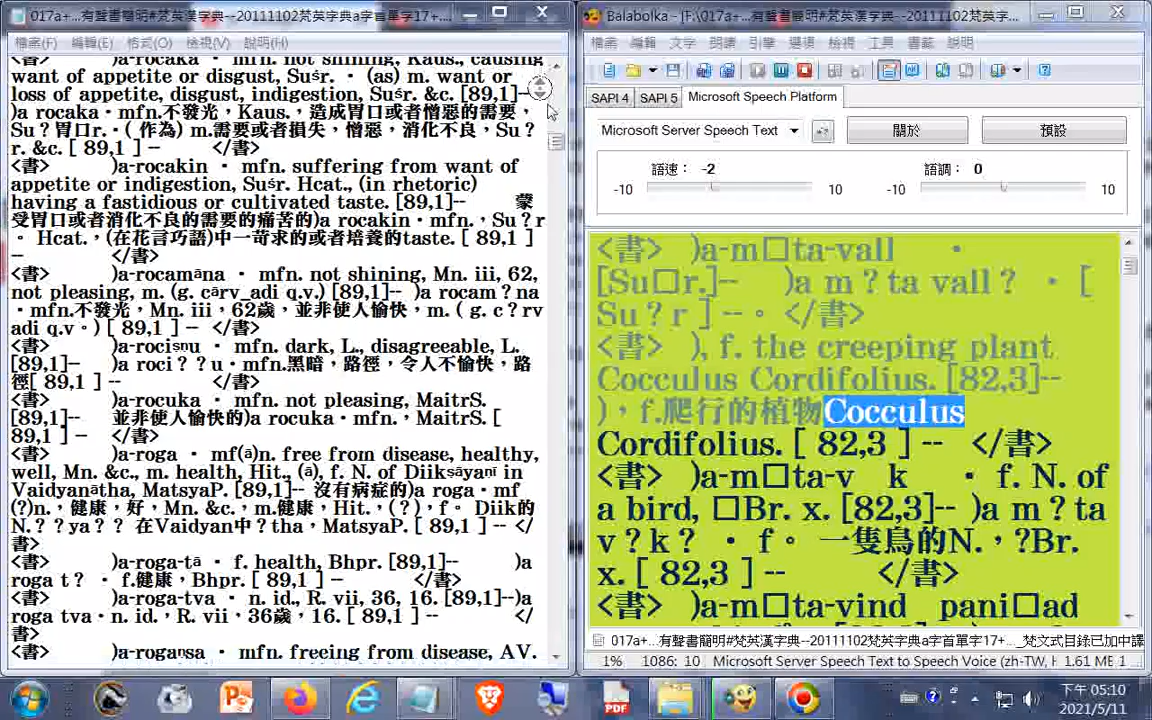 017a+...有聲書簡明#梵英漢字典--20111102梵英字典a字首單字17+...
檔案(F) 編輯(E) 格式(O) 檢視(V) 說明(H)
<書> )a-rocaka · mfn. not shining, Kauś., causing
want of appetite or disgust, Suśr. · (as) m. want or
loss of appetite, disgust, indigestion, Suśr. &c. [89,1]--
)a rocaka · mfn.不發光，Kaus.，造成胃口或者憎惡的需要，
Su？胃口r.·( 作為) m.需要或者損失，憎惡，消化不良，Su？
r. &c. [ 89,1 ] -- </書>
<書> )a-rocakin · mfn. suffering from want of
appetite or indigestion, Suśr. Hcat., (in rhetoric)
having a fastidious or cultivated taste. [89,1]-- 蒙
受胃口或者消化不良的需要的痛苦的)a rocakin·mfn.，Su？r
。 Hcat.，(在花言巧語)中一苛求的或者培養的taste. [ 89,1 ]
-- </書>
<書> )a-rocamāna · mfn. not shining, Mn. iii, 62,
not pleasing, m. (g. cārv_adi q.v.) [89,1]-- )a rocam？na
·mfn.不發光，Mn. iii，62歲，並非使人愉快，m. ( g. c？rv
adi q.v。) [ 89,1 ] -- </書>
<書> )a-rociṣṇu · mfn. dark, L., disagreeable, L.
[89,1]-- )a roci？？u·mfn.黑暗，路徑，令人不愉快，路
徑[ 89,1 ] -- </書>
<書> )a-rocuka · mfn. not pleasing, MaitrS.
[89,1]-- 並非使人愉快的)a rocuka·mfn.，MaitrS. [
89,1 ] -- </書>
<書> )a-roga · mf(ā)n. free from disease, healthy,
well, Mn. &c., m. health, Hit., (ā), f. N. of Diikṣāyaṇī in
Vaidyanātha, MatsyaP. [89,1]-- 沒有病症的)a roga·mf
(?)n.，健康，好，Mn. &c.，m.健康，Hit.，(？)，f。 Diik的
N.？？ya？？ 在Vaidyan中？tha，MatsyaP. [ 89,1 ] -- </
書>
<書> )a-roga-tā · f. health, Bhpr. [89,1]-- )a
roga t？ · f.健康，Bhpr. [ 89,1 ] -- </書>
<書> )a-roga-tva · n. id., R. vii, 36, 16. [89,1]--)a
roga tva·n. id.，R. vii，36歲，16. [ 89,1 ] -- </
書>
<書> )a-rogaṇa · mfn. freeing from disease, AV.
Balabolka - [F:\017a+...有聲書簡明#梵英漢字典--20111102梵英字...
檔案 編輯 文字 朗讀 引擎 選項 檢視 工具 書籤 說明
SAPI 4 SAPI 5 Microsoft Speech Platform
Microsoft Server Speech Text 關於 預設
語速： -2 語調： 0
-10 10 -10 10
<書> )a-m□ta-vall ·
[Su□r.]-- )a m？ta vall？ · [
Su？r ] --。 </書>
<書> ), f. the creeping plant
Cocculus Cordifolius. [82,3]--
)，f.爬行的植物Cocculus
Cordifolius. [ 82,3 ] -- </書>
<書> )a-m□ta-v k · f. N. of
a bird, □Br. x. [82,3]-- )a m？ta
v？k？ · f。 一隻鳥的N.，?Br.
x. [ 82,3 ] -- </書>
<書> )a-m□ta-vind pani□ad
017a+...有聲書簡明#梵英漢字典--20111102梵英字典a字首單字17+..._梵文式目錄已加中譯
1% 1086: 10 Microsoft Server Speech Text to Speech Voice (zh-TW, H 1.61 MB 1...
下午 05:10
2021/5/11